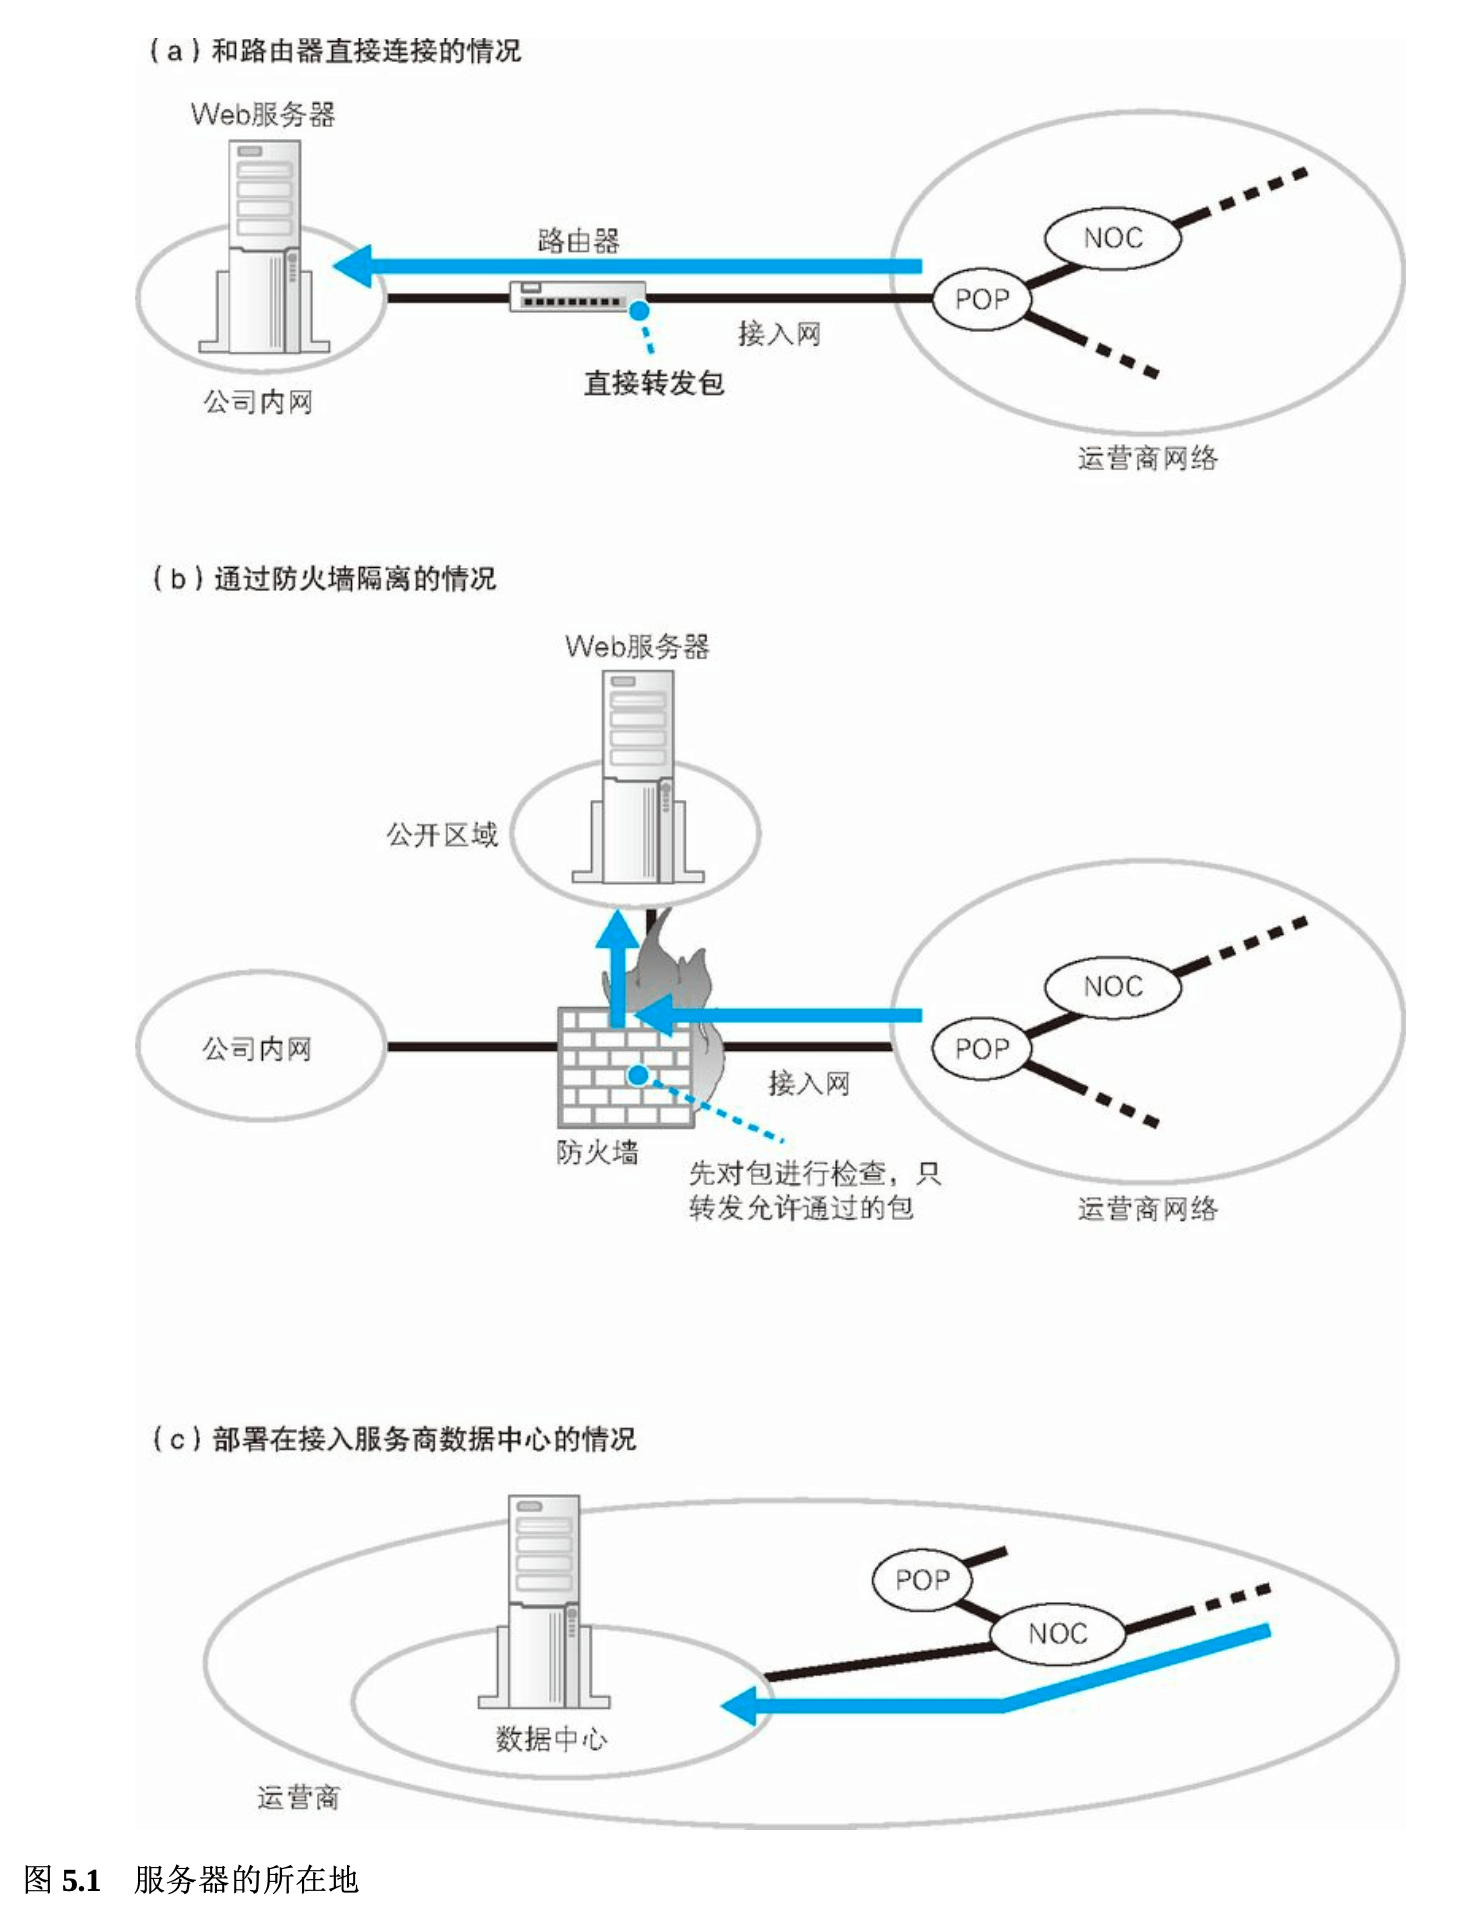 （a）和路由器直接连接的情况
Web服务器
路由器
NOC
POP
接入网
直接转发包
公司内网
运营商网络
（b）通过防火墙隔离的情况
Web服务器
公开区域
NOC
公司内网
POP
接入网
防火墙
先对包进行检查，只
转发允许通过的包
运营商网络
（c）部署在接入服务商数据中心的情况
POP
NOC
数据中心
运营商
图 5.1 服务器的所在地